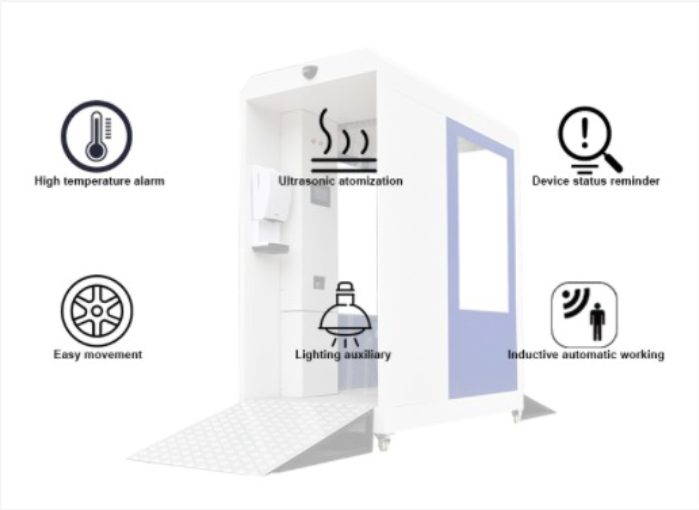 High temperature alarm
Ultrasonic atomization
Device status reminder
Easy movement
Lighting auxiliary
Inductive automatic working